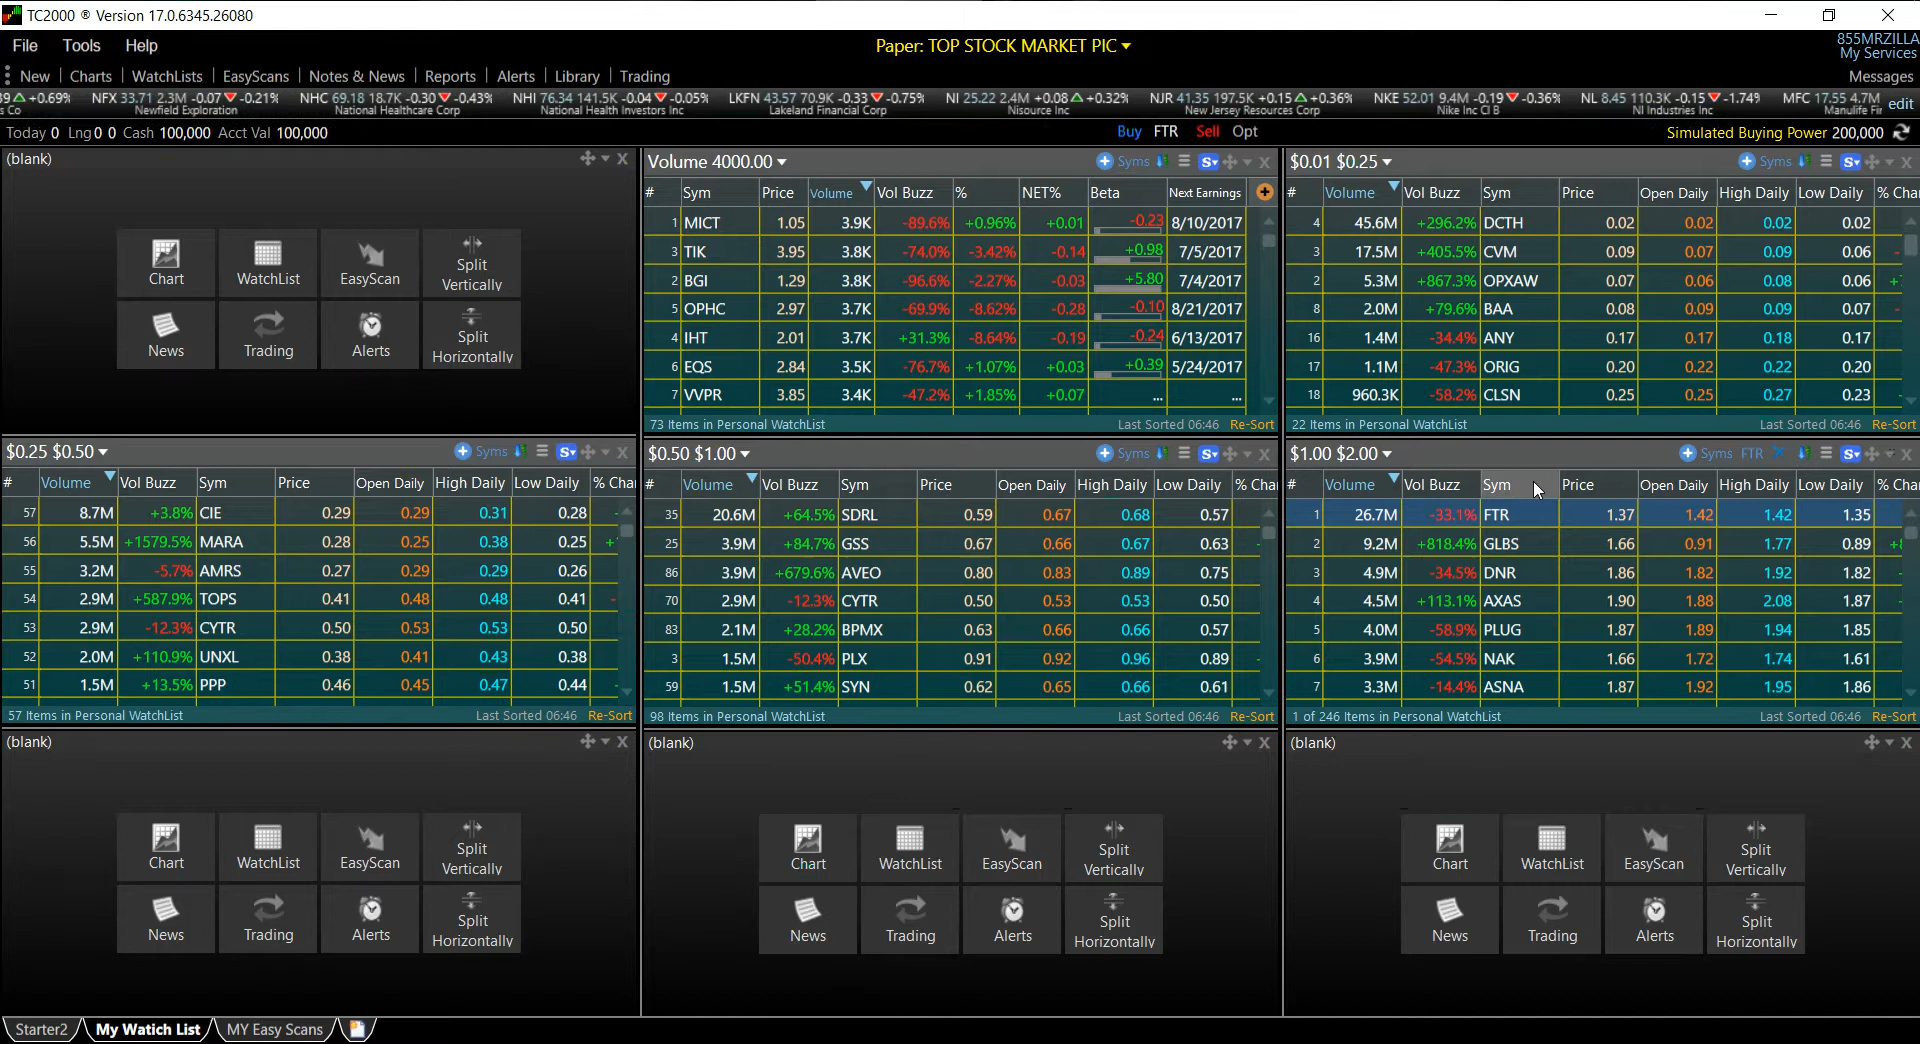 TC2000 ® Version 17.0.6345.26080
File Tools Help
Paper: TOP STOCK MARKET PIC
855MRZILLA
My Services
New | Charts | WatchLists | EasyScans | Notes & News | Reports | Alerts | Library | Trading
Messages
+0.69% NFX 33.71 2.3M -0.07 -0.21% NHC 69.18 18.7K -0.30 -0.43% NHI 76.34 141.5K -0.04 -0.05% LKFN 43.57 70.9K -0.33 -0.75% NI 25.22 2.4M +0.08 +0.32% NJR 41.35 197.5K +0.15 +0.36% NKE 52.01 9.4M -0.19 -0.36% NL 8.45 110.3K -0.15 -1.74% MFC 17.55 4.7M edit
s Co Newfield Exploration National Healthcare Corp National Health Investors Inc Lakeland Financial Corp Nisource Inc New Jersey Resources Corp Nike Inc Cl B Nl Industries Inc Manulife Fir
Today 0 Lng 0 0 Cash 100,000 Acct Val 100,000
Buy FTR Sell Opt
Simulated Buying Power 200,000
(blank)
Chart WatchList EasyScan Split Vertically
News Trading Alerts Split Horizontally
Volume 4000.00 Syms S
# Sym Price Volume Vol Buzz % NET% Beta Next Earnings
1 MICT 1.05 3.9K -89.6% +0.96% +0.01 -0.23 8/10/2017
3 TIK 3.95 3.8K -74.0% -3.42% -0.14 +0.98 7/5/2017
2 BGI 1.29 3.8K -96.6% -2.27% -0.03 +5.80 7/4/2017
5 OPHC 2.97 3.7K -69.9% -8.62% -0.28 -0.10 8/21/2017
4 IHT 2.01 3.7K +31.3% -8.64% -0.19 -0.24 6/13/2017
6 EQS 2.84 3.5K -76.7% +1.07% +0.03 +0.39 5/24/2017
7 VVPR 3.85 3.4K -47.2% +1.85% +0.07 ... ...
73 Items in Personal WatchList Last Sorted 06:46 Re-Sort
$0.01 $0.25 Syms S
# Volume Vol Buzz Sym Price Open Daily High Daily Low Daily % Cha
4 45.6M +296.2% DCTH 0.02 0.02 0.02 0.02
3 17.5M +405.5% CVM 0.09 0.07 0.09 0.06 -
2 5.3M +867.3% OPXAW 0.07 0.06 0.08 0.06 +
8 2.0M +79.6% BAA 0.08 0.09 0.09 0.07 -
16 1.4M -34.4% ANY 0.17 0.17 0.18 0.17
17 1.1M -47.3% ORIG 0.20 0.22 0.22 0.20
18 960.3K -58.2% CLSN 0.25 0.25 0.27 0.23
22 Items in Personal WatchList Last Sorted 06:46 Re-Sort
$0.25 $0.50 Syms S
# Volume Vol Buzz Sym Price Open Daily High Daily Low Daily % Cha
57 8.7M +3.8% CIE 0.29 0.29 0.31 0.28 -
56 5.5M +1579.5% MARA 0.28 0.25 0.38 0.25 +
55 3.2M -5.7% AMRS 0.27 0.29 0.29 0.26
54 2.9M +587.9% TOPS 0.41 0.48 0.48 0.41 -
53 2.9M -12.3% CYTR 0.50 0.53 0.53 0.50
52 2.0M +110.9% UNXL 0.38 0.41 0.43 0.38
51 1.5M +13.5% PPP 0.46 0.45 0.47 0.44 -
57 Items in Personal WatchList Last Sorted 06:46 Re-Sort
$0.50 $1.00 Syms S
# Volume Vol Buzz Sym Price Open Daily High Daily Low Daily % Cha
35 20.6M +64.5% SDRL 0.59 0.67 0.68 0.57
25 3.9M +84.7% GSS 0.67 0.66 0.67 0.63 -
86 3.9M +679.6% AVEO 0.80 0.83 0.89 0.75
70 2.9M -12.3% CYTR 0.50 0.53 0.53 0.50
83 2.1M +28.2% BPMX 0.63 0.66 0.66 0.57
3 1.5M -50.4% PLX 0.91 0.92 0.96 0.89 -
59 1.5M +51.4% SYN 0.62 0.65 0.66 0.61
98 Items in Personal WatchList Last Sorted 06:46 Re-Sort
$1.00 $2.00 Syms FTR S
# Volume Vol Buzz Sym Price Open Daily High Daily Low Daily % Cha
1 26.7M -33.1% FTR 1.37 1.42 1.42 1.35
2 9.2M +818.4% GLBS 1.66 0.91 1.77 0.89
3 4.9M -34.5% DNR 1.86 1.82 1.92 1.82 -
4 4.5M +113.1% AXAS 1.90 1.88 2.08 1.87 -
5 4.0M -58.9% PLUG 1.87 1.89 1.94 1.85
6 3.9M -54.5% NAK 1.66 1.72 1.74 1.61
7 3.3M -14.4% ASNA 1.87 1.92 1.95 1.86
1 of 246 Items in Personal WatchList Last Sorted 06:46 Re-Sort
(blank)
Chart WatchList EasyScan Split Vertically
News Trading Alerts Split Horizontally
(blank)
Chart WatchList EasyScan Split Vertically
News Trading Alerts Split Horizontally
(blank)
Chart WatchList EasyScan Split Vertically
News Trading Alerts Split Horizontally
Starter2 My Watich List MY Easy Scans